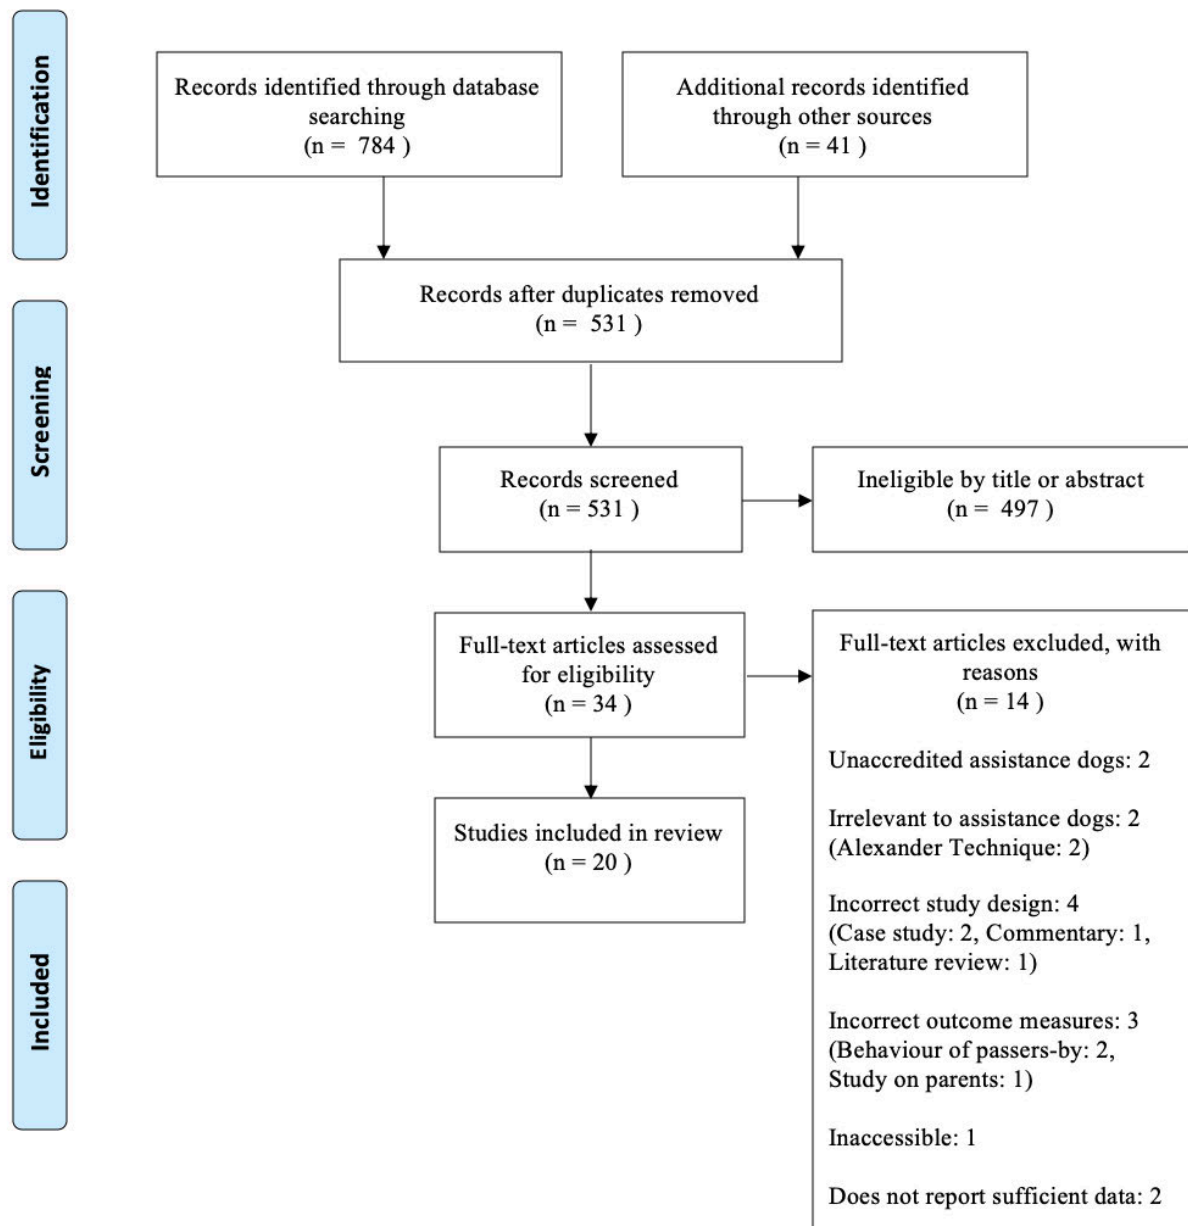 Identification
Records identified through database
searching
(n = 784 )
Additional records identified
through other sources
(n = 41 )
Records after duplicates removed
(n = 531 )
Screening
Records screened
(n = 531 )
Ineligible by title or abstract
(n = 497 )
Eligibility
Full-text articles assessed
for eligibility
(n = 34 )
Full-text articles excluded, with
reasons
(n = 14 )
Unaccredited assistance dogs: 2
Irrelevant to assistance dogs: 2
(Alexander Technique: 2)
Incorrect study design: 4
(Case study: 2, Commentary: 1,
Literature review: 1)
Incorrect outcome measures: 3
(Behaviour of passers-by: 2,
Study on parents: 1)
Inaccessible: 1
Does not report sufficient data: 2
Included
Studies included in review
(n = 20 )